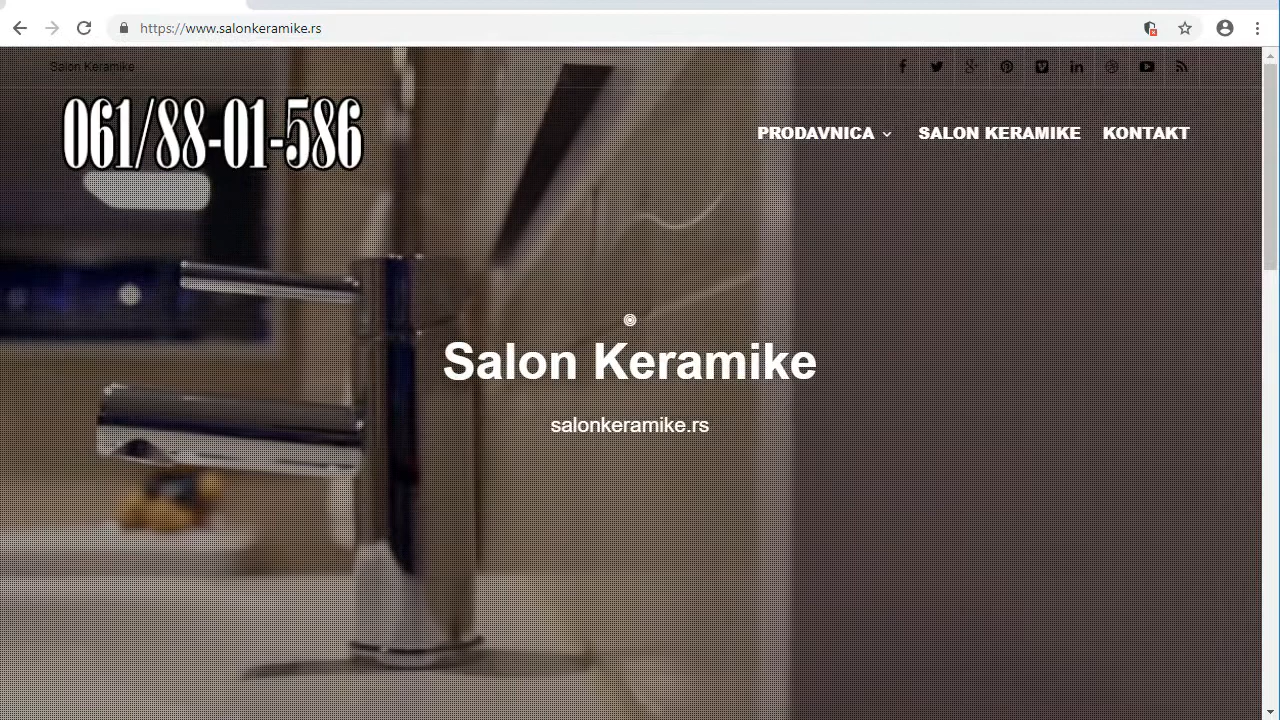 https://www.salonkeramike.rs
Salon Keramike
061/88-01-586
PRODAVNICA
SALON KERAMIKE
KONTAKT
Salon Keramike
salonkeramike.rs